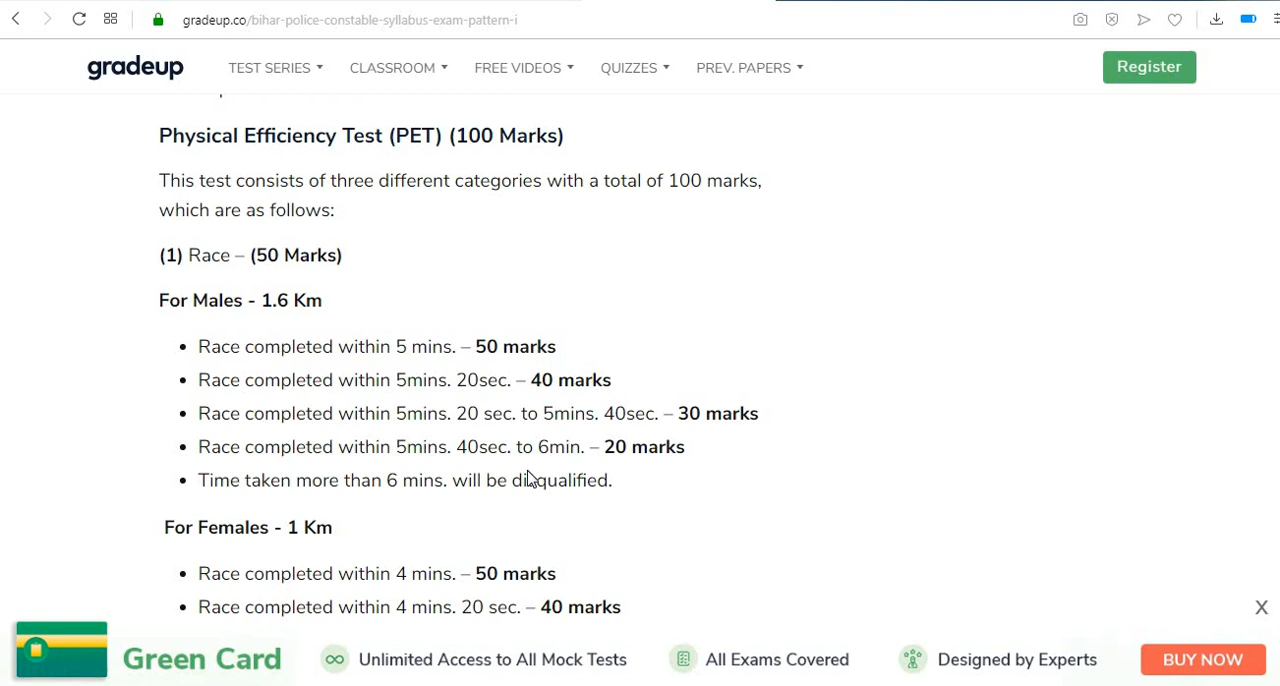 gradeup.co/bihar-police-constable-syllabus-exam-pattern-i
gradeup TEST SERIES CLASSROOM FREE VIDEOS QUIZZES PREV. PAPERS Register
Physical Efficiency Test (PET) (100 Marks)
This test consists of three different categories with a total of 100 marks,
which are as follows:
(1) Race – (50 Marks)
For Males - 1.6 Km
• Race completed within 5 mins. – 50 marks
• Race completed within 5mins. 20sec. – 40 marks
• Race completed within 5mins. 20 sec. to 5mins. 40sec. – 30 marks
• Race completed within 5mins. 40sec. to 6min. – 20 marks
• Time taken more than 6 mins. will be disqualified.
For Females - 1 Km
• Race completed within 4 mins. – 50 marks
• Race completed within 4 mins. 20 sec. – 40 marks
X
Green Card Unlimited Access to All Mock Tests All Exams Covered Designed by Experts BUY NOW